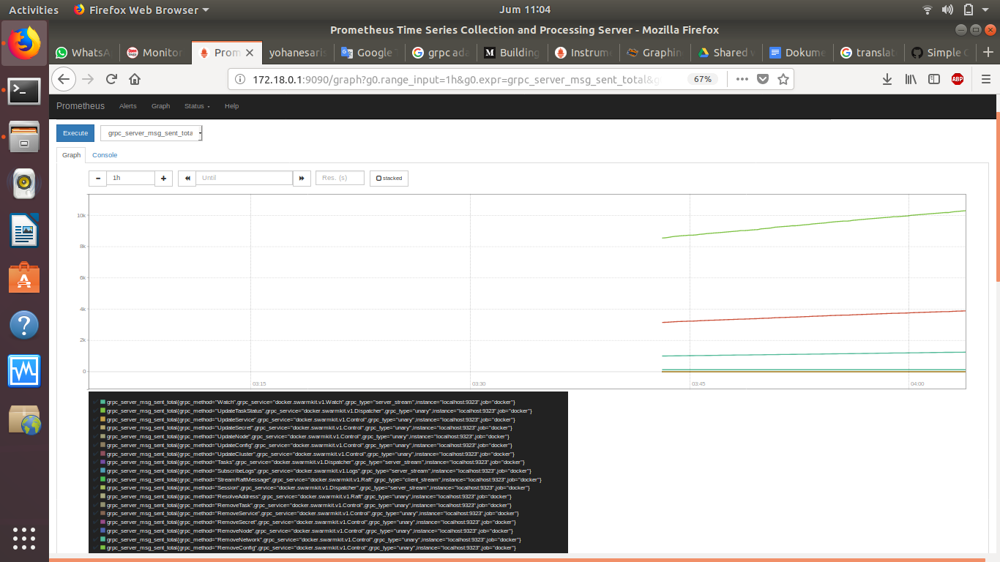 Activities
Firefox Web Browser
Jum 11:04
Prometheus Time Series Collection and Processing Server - Mozilla Firefox
WhatsA
Monitor
Prom
yohanesaris
Google T
grpc ada
Building
Instrum
Graphin
Shared w
Dokume
translat
Simple C
172.18.0.1:9090/graph?g0.range_input=1h&g0.expr=grpc_server_msg_sent_total&g
67%
ABP
Prometheus
Alerts
Graph
Status
Help
Execute
grpc_server_msg_sent_tota
Graph
Console
1h
Until
Res. (s)
stacked
10k
8k
6k
4k
2k
0
03:15
03:30
03:45
04:00
grpc_server_msg_sent_total{grpc_method="Watch",grpc_service="docker.swarmkit.v1.Watch",grpc_type="server_stream",instance="localhost:9323",job="docker"}
grpc_server_msg_sent_total{grpc_method="UpdateTaskStatus",grpc_service="docker.swarmkit.v1.Dispatcher",grpc_type="unary",instance="localhost:9323",job="docker"}
grpc_server_msg_sent_total{grpc_method="UpdateService",grpc_service="docker.swarmkit.v1.Control",grpc_type="unary",instance="localhost:9323",job="docker"}
grpc_server_msg_sent_total{grpc_method="UpdateSecret",grpc_service="docker.swarmkit.v1.Control",grpc_type="unary",instance="localhost:9323",job="docker"}
grpc_server_msg_sent_total{grpc_method="UpdateNode",grpc_service="docker.swarmkit.v1.Control",grpc_type="unary",instance="localhost:9323",job="docker"}
grpc_server_msg_sent_total{grpc_method="UpdateConfig",grpc_service="docker.swarmkit.v1.Control",grpc_type="unary",instance="localhost:9323",job="docker"}
grpc_server_msg_sent_total{grpc_method="UpdateCluster",grpc_service="docker.swarmkit.v1.Control",grpc_type="unary",instance="localhost:9323",job="docker"}
grpc_server_msg_sent_total{grpc_method="Tasks",grpc_service="docker.swarmkit.v1.Dispatcher",grpc_type="server_stream",instance="localhost:9323",job="docker"}
grpc_server_msg_sent_total{grpc_method="SubscribeLogs",grpc_service="docker.swarmkit.v1.Logs",grpc_type="server_stream",instance="localhost:9323",job="docker"}
grpc_server_msg_sent_total{grpc_method="StreamRaftMessage",grpc_service="docker.swarmkit.v1.Raft",grpc_type="client_stream",instance="localhost:9323",job="docker"}
grpc_server_msg_sent_total{grpc_method="Session",grpc_service="docker.swarmkit.v1.Dispatcher",grpc_type="server_stream",instance="localhost:9323",job="docker"}
grpc_server_msg_sent_total{grpc_method="ResolveAddress",grpc_service="docker.swarmkit.v1.Raft",grpc_type="unary",instance="localhost:9323",job="docker"}
grpc_server_msg_sent_total{grpc_method="RemoveTask",grpc_service="docker.swarmkit.v1.Control",grpc_type="unary",instance="localhost:9323",job="docker"}
grpc_server_msg_sent_total{grpc_method="RemoveService",grpc_service="docker.swarmkit.v1.Control",grpc_type="unary",instance="localhost:9323",job="docker"}
grpc_server_msg_sent_total{grpc_method="RemoveSecret",grpc_service="docker.swarmkit.v1.Control",grpc_type="unary",instance="localhost:9323",job="docker"}
grpc_server_msg_sent_total{grpc_method="RemoveNode",grpc_service="docker.swarmkit.v1.Control",grpc_type="unary",instance="localhost:9323",job="docker"}
grpc_server_msg_sent_total{grpc_method="RemoveNetwork",grpc_service="docker.swarmkit.v1.Control",grpc_type="unary",instance="localhost:9323",job="docker"}
grpc_server_msg_sent_total{grpc_method="RemoveConfig",grpc_service="docker.swarmkit.v1.Control",grpc_type="unary",instance="localhost:9323",job="docker"}